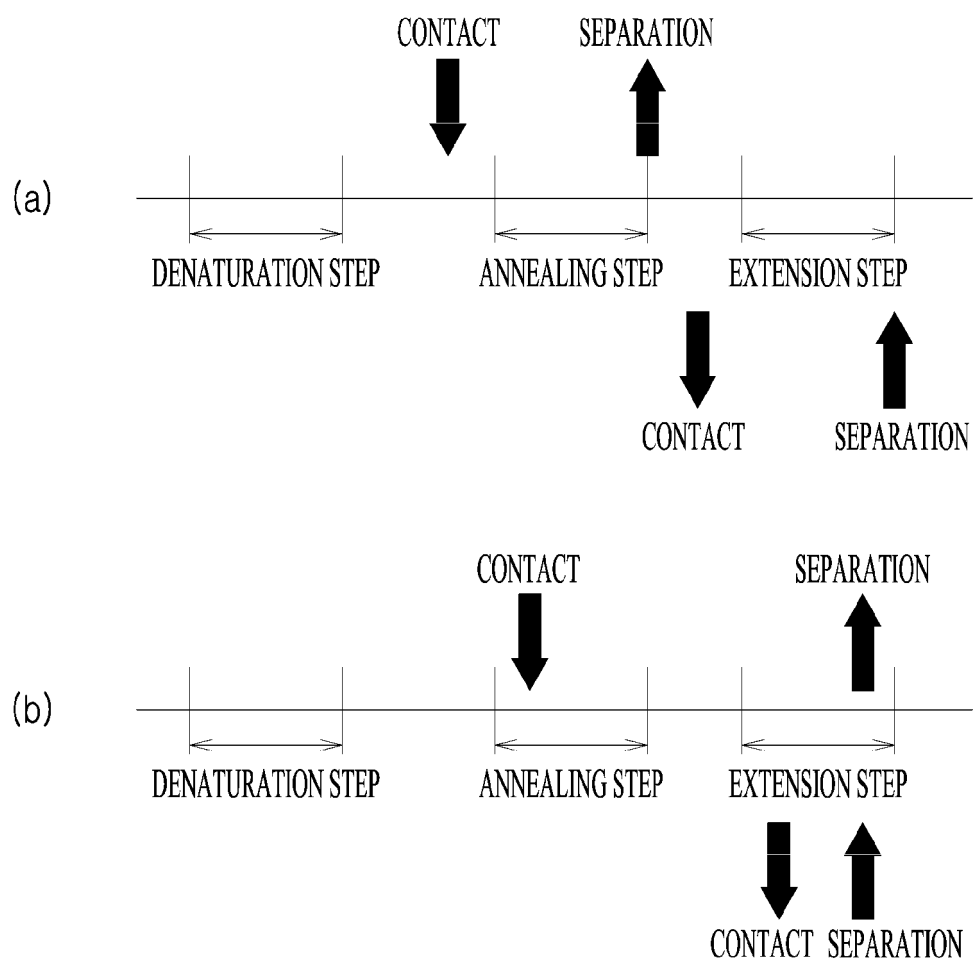 CONTACT SEPARATION
(a)
DENATURATION STEP ANNEALING STEP EXTENSION STEP
CONTACT SEPARATION
CONTACT SEPARATION
(b)
DENATURATION STEP ANNEALING STEP EXTENSION STEP
CONTACT SEPARATION